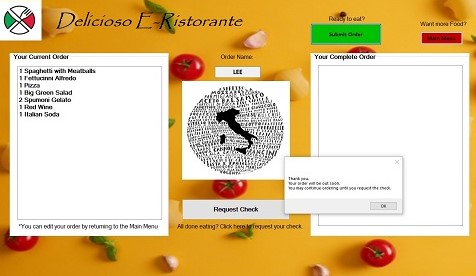 Delicioso E-Ristorante
Ready to eat?
Submit Order
Want more Food?
Main Menu
Your Current Order
1 Spaghetti with Meatballs
1 Fettucinni Alfredo
1 Pizza
1 Big Green Salad
2 Spumoni Gelato
1 Red Wine
1 Italian Soda
*You can edit your order by returning to the Main Menu
Order Name:
LEE
Request Check
All done eating? Click here to request your check.
Your Complete Order
Thank you.
Your order will be out soon.
You may continue ordering until you request the check.
OK